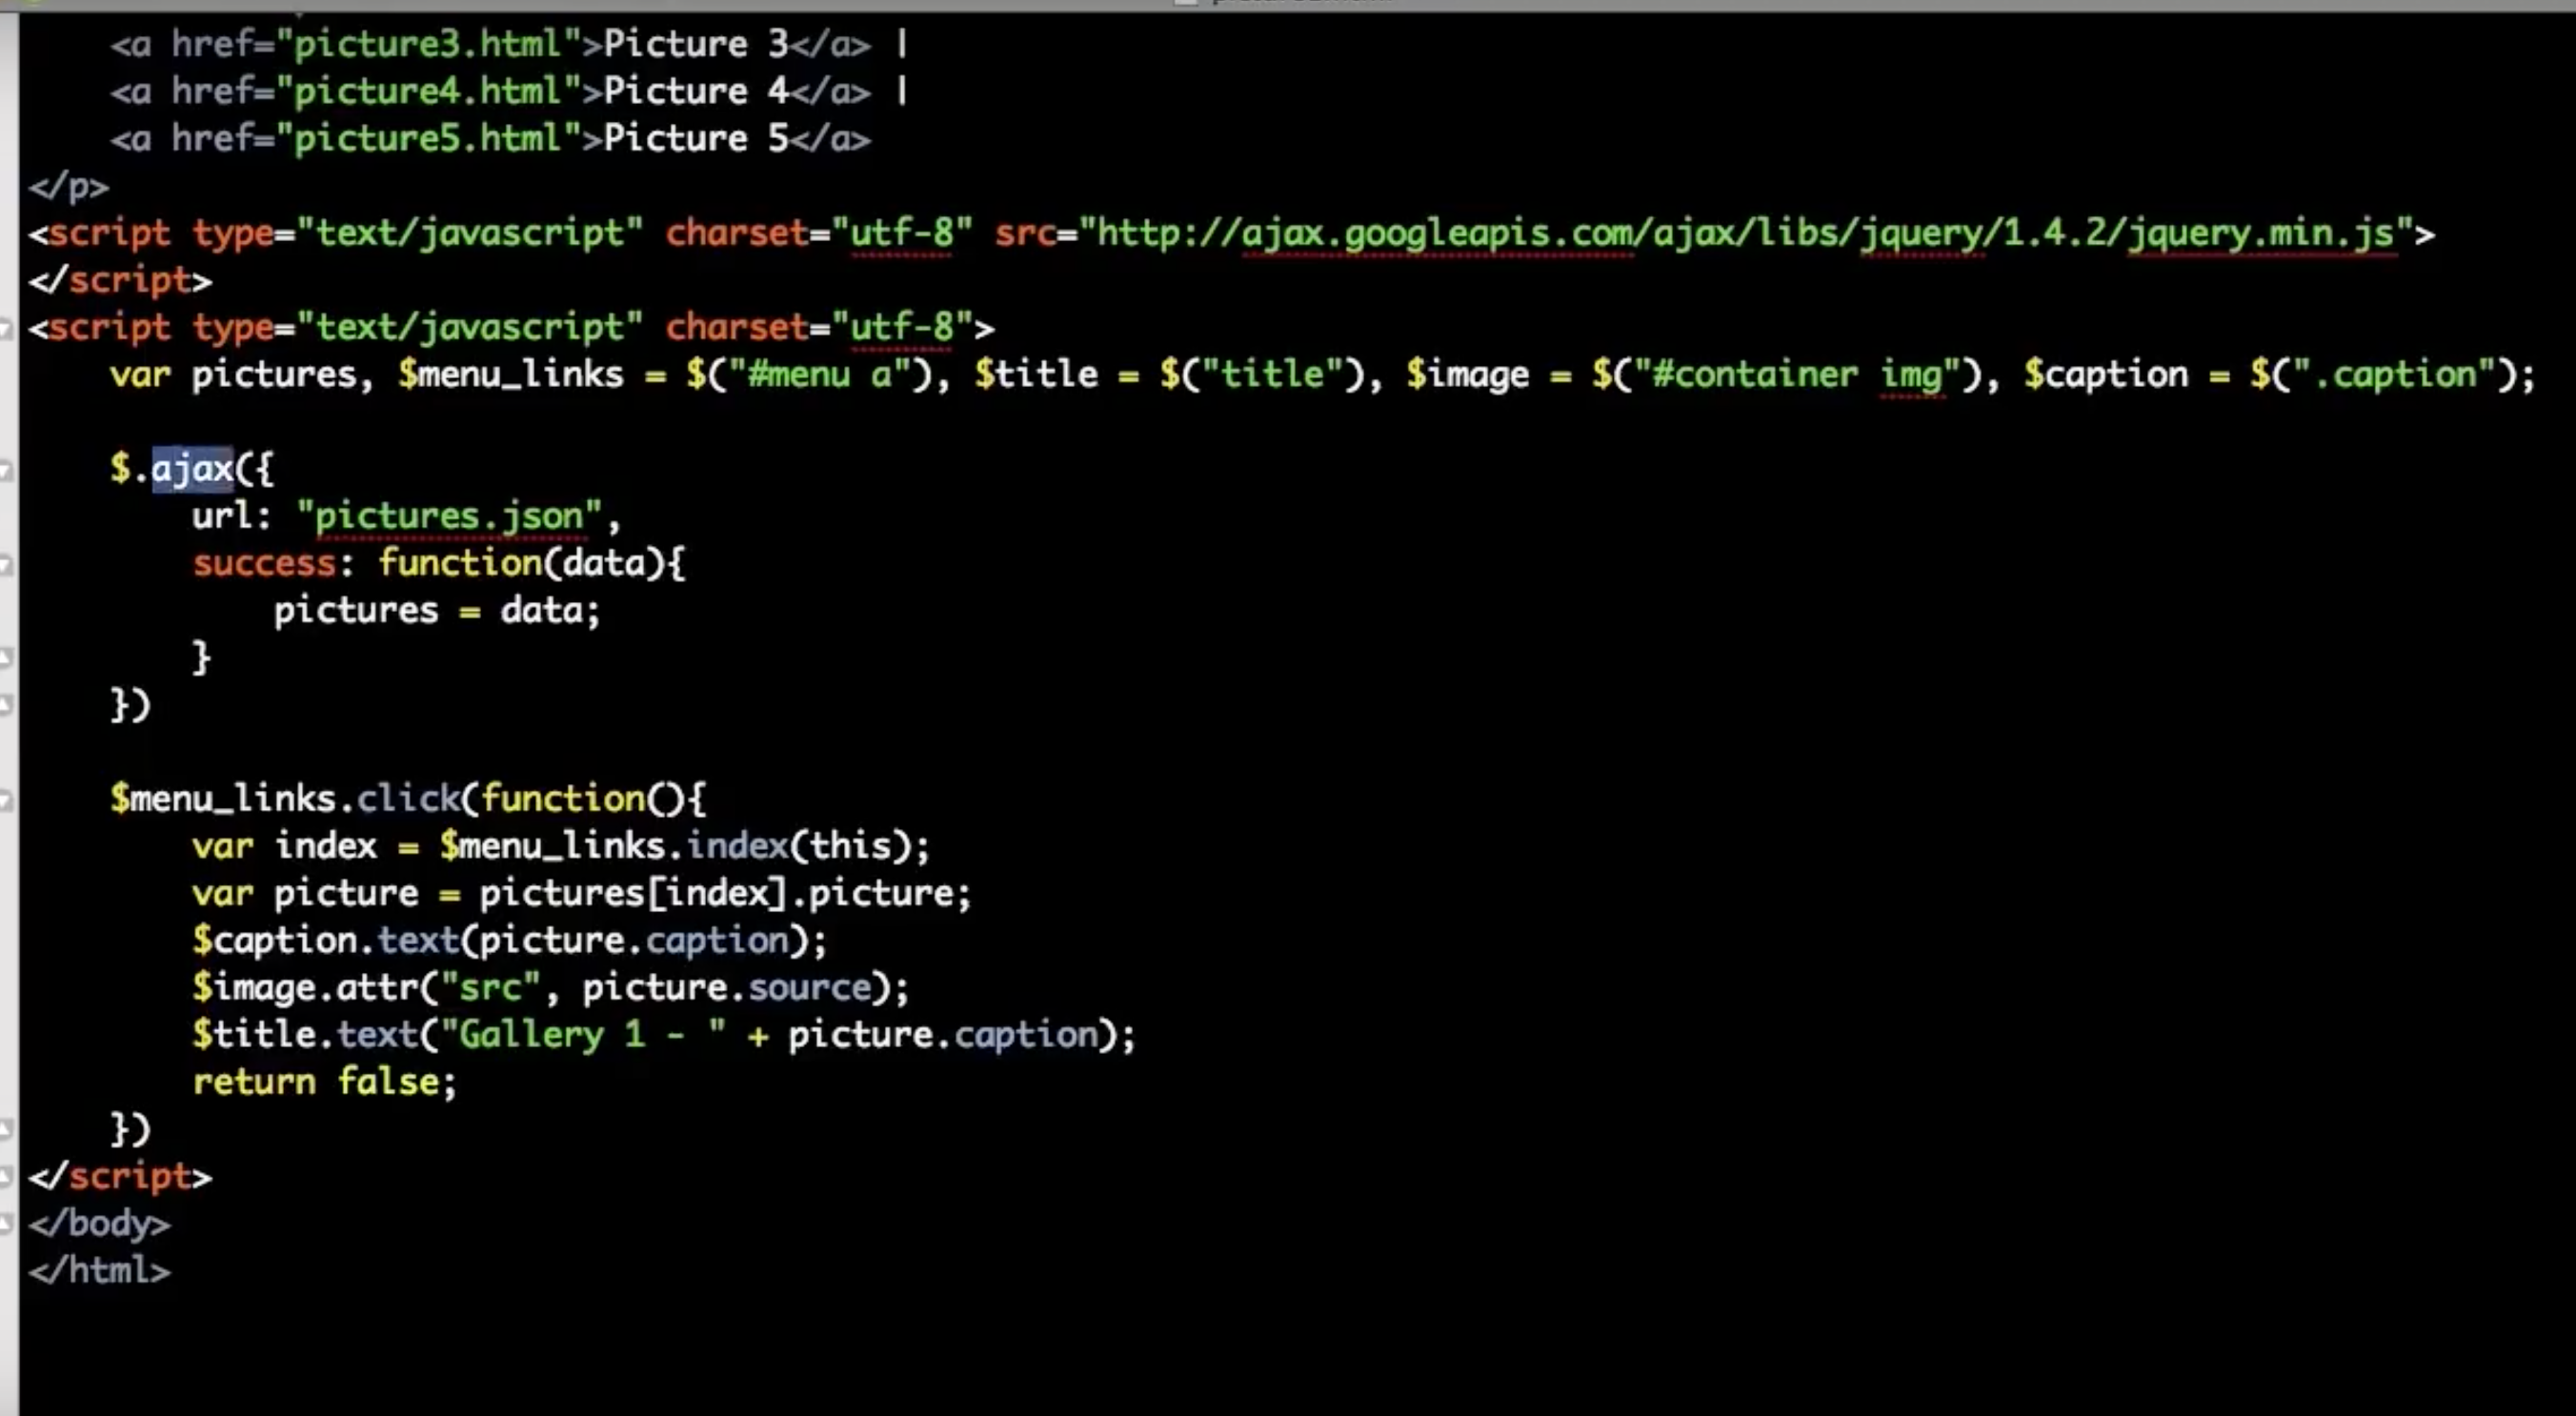 <a href="picture3.html">Picture 3</a> |
<a href="picture4.html">Picture 4</a> |
<a href="picture5.html">Picture 5</a>
</p>
<script type="text/javascript" charset="utf-8" src="http://ajax.googleapis.com/ajax/libs/jquery/1.4.2/jquery.min.js">
</script>
<script type="text/javascript" charset="utf-8">
var pictures, $menu_links = $("#menu a"), $title = $("title"), $image = $("#container img"), $caption = $(".caption");
$.ajax({
url: "pictures.json",
success: function(data){
pictures = data;
}
})
$menu_links.click(function(){
var index = $menu_links.index(this);
var picture = pictures[index].picture;
$caption.text(picture.caption);
$image.attr("src", picture.source);
$title.text("Gallery 1 - " + picture.caption);
return false;
})
</script>
</body>
</html>